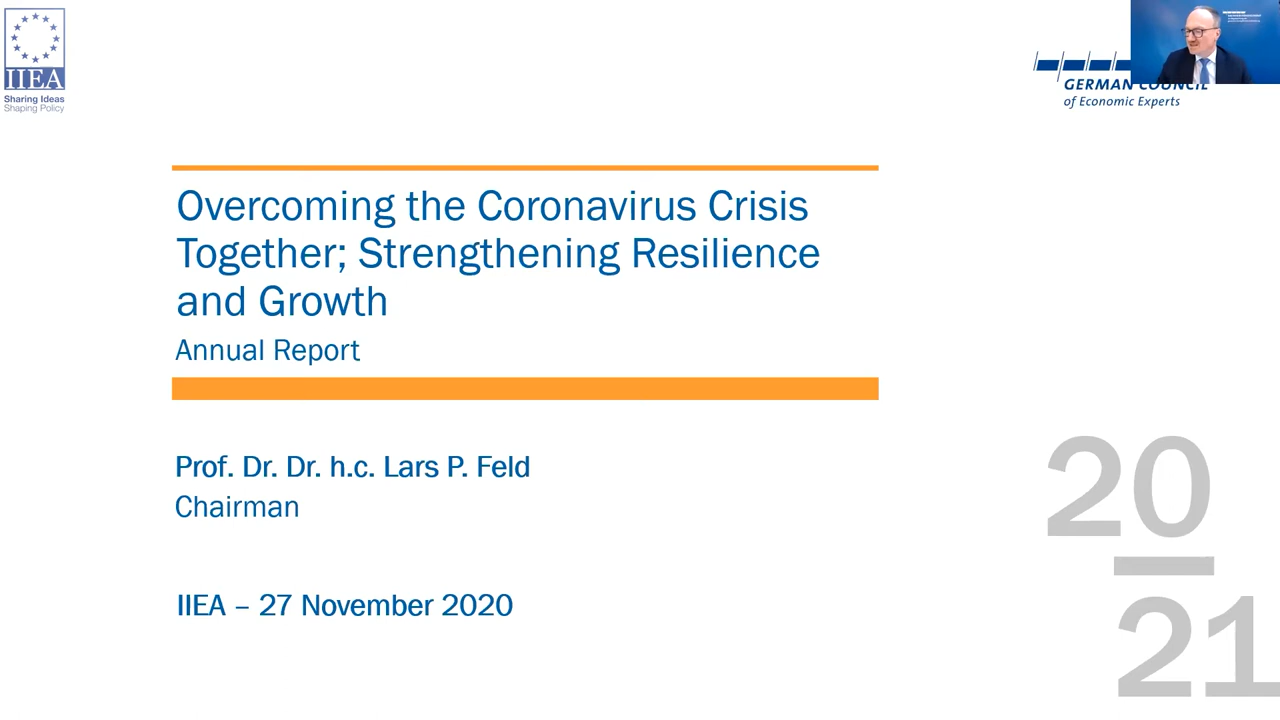 IIEA
Sharing Ideas
Shaping Policy
GERMAN COUNCIL
of Economic Experts
Overcoming the Coronavirus Crisis
Together; Strengthening Resilience
and Growth
Annual Report
Prof. Dr. Dr. h.c. Lars P. Feld
Chairman
IIEA – 27 November 2020
20
21